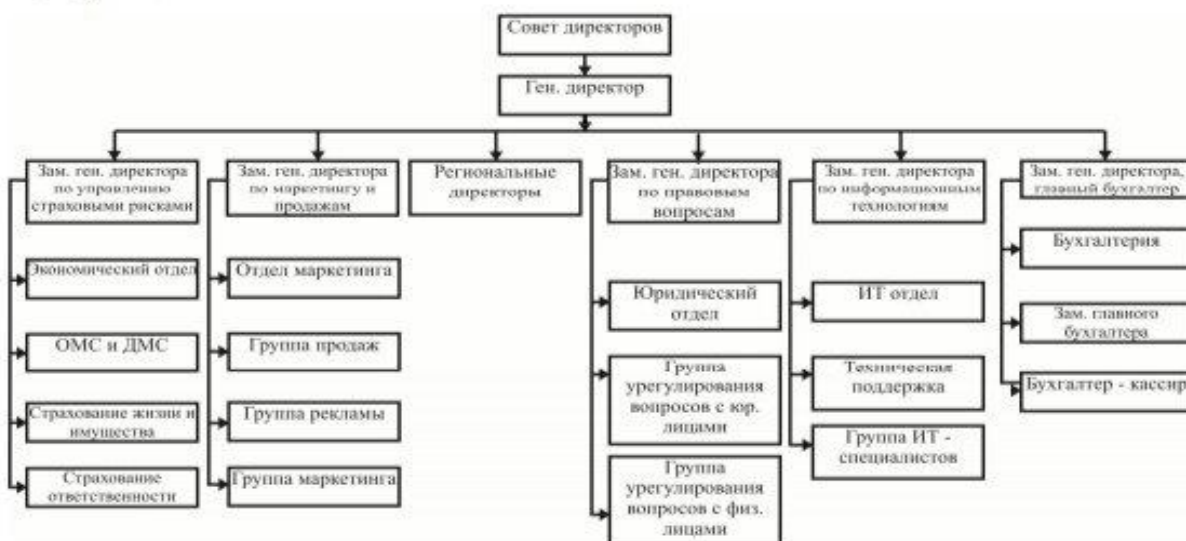 Совет директоров
Ген. директор
Зам. ген. директора
по управлению
страховыми рисками
Экономический отдел
ОМС и ДМС
Страхование жизни и
имущества
Страхование
ответственности
Зам. ген. директора
по маркетингу и
продажам
Отдел маркетинга
Группа продаж
Группа рекламы
Группа маркетинга
Региональные
директоры
Зам. ген. директора
по правовым
вопросам
Юридический
отдел
Группа
урегулирования
вопросов с юр.
лицами
Группа
урегулирования
вопросов с физ.
лицами
Зам. ген. директора
по информационным
технологиям
ИТ отдел
Техническая
поддержка
Группа ИТ -
специалистов
Зам. ген. директора,
главный бухгалтер
Бухгалтерия
Зам. главного
бухгалтера
Бухгалтер - кассир